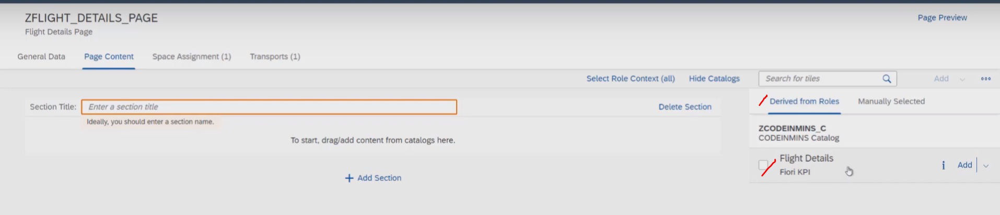 ZFLIGHT_DETAILS_PAGE
Page Preview
Flight Details Page
General Data Page Content Space Assignment (1) Transports (1)
Select Role Context (all) Hide Catalogs Search for tiles Add
Derived from Roles Manually Selected
Section Title: Enter a section title Delete Section
Ideally, you should enter a section name.
ZCODEINMINS_C
CODEINMINS Catalog
To start, drag/add content from catalogs here.
Flight Details
Fiori KPI
i Add
+ Add Section